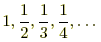 1, 1/2, 1/3, 1/4, ...